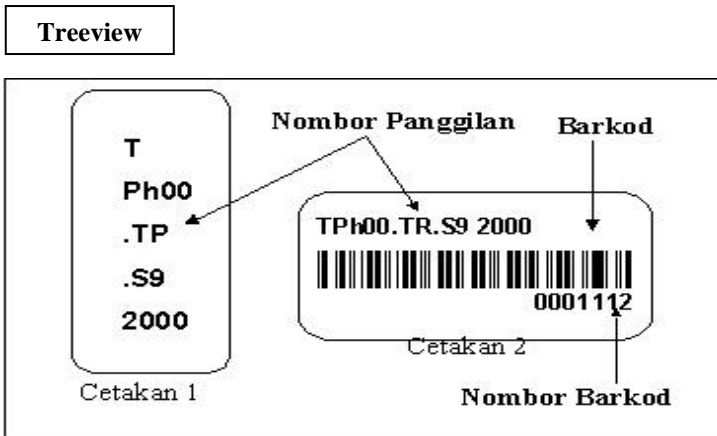 Treeview
Nombor Panggilan
Barkod
T
Ph00
.TP
.S9
2000
Cetakan 1
TPh00.TR.S9 2000
0001112
Cetakan 2
Nombor Barkod